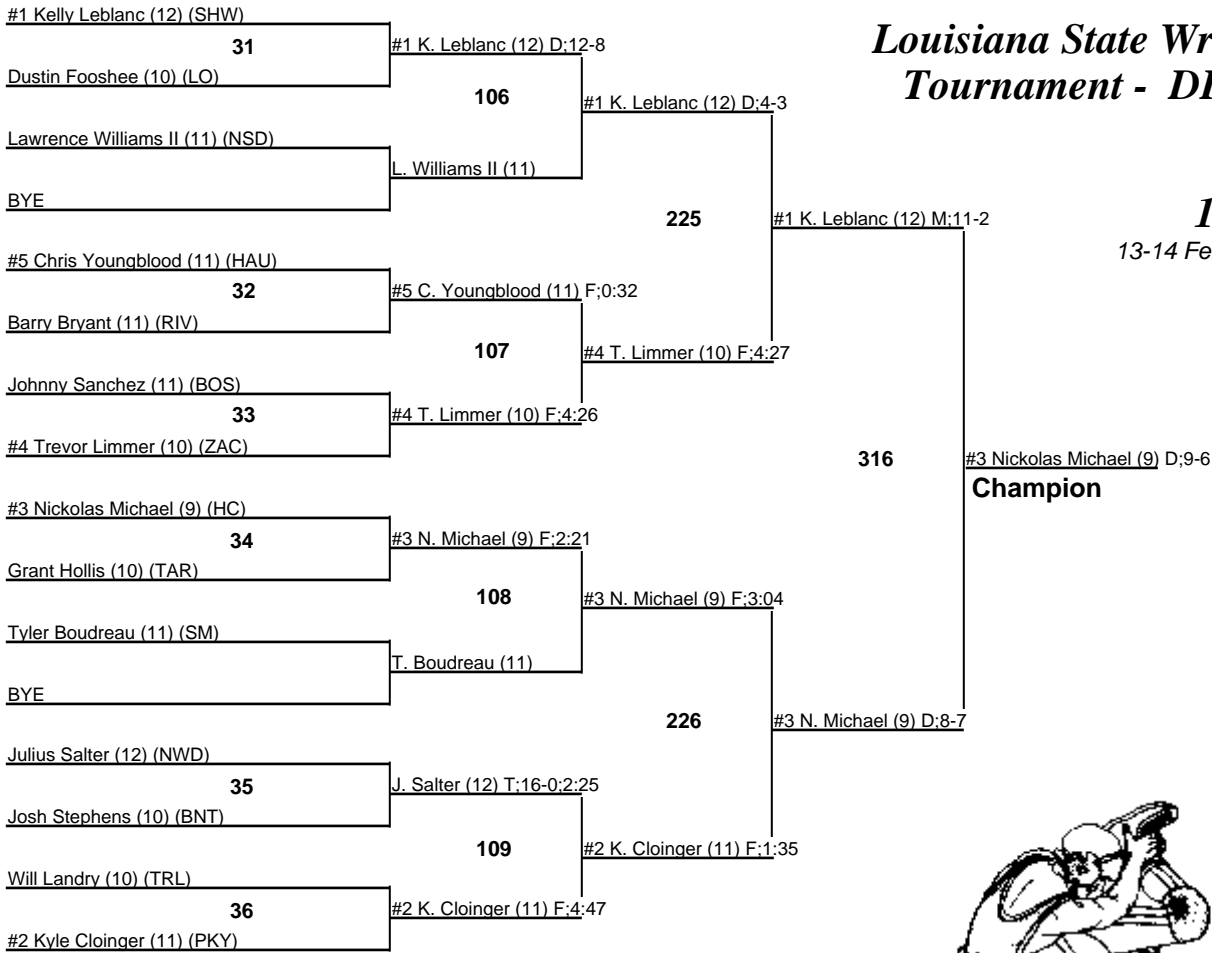 #1 Kelly Leblanc (12) (SHW)
31
Dustin Fooshee (10) (LO)
#1 K. Leblanc (12) D;12-8
106
Lawrence Williams II (11) (NSD)
BYE
L. Williams II (11)
#1 K. Leblanc (12) D;4-3
225
#5 Chris Youngblood (11) (HAU)
32
Barry Bryant (11) (RIV)
#5 C. Youngblood (11) F;0:32
107
Johnny Sanchez (11) (BOS)
33
#4 Trevor Limmer (10) (ZAC)
#4 T. Limmer (10) F;4:26
#4 T. Limmer (10) F;4:27
#1 K. Leblanc (12) M;11-2
316
#3 Nickolas Michael (9) (HC)
34
Grant Hollis (10) (TAR)
#3 N. Michael (9) F;2:21
108
Tyler Boudreau (11) (SM)
BYE
T. Boudreau (11)
#3 N. Michael (9) F;3:04
226
Julius Salter (12) (NWD)
35
Josh Stephens (10) (BNT)
J. Salter (12) T;16-0;2:25
109
Will Landry (10) (TRL)
36
#2 Kyle Cloinger (11) (PKY)
#2 K. Cloinger (11) F;4:47
#2 K. Cloinger (11) F;1:35
#3 N. Michael (9) D;8-7
#3 Nickolas Michael (9) D;9-6
Champion
Louisiana State Wr
Tournament - DI
1
13-14 Fe